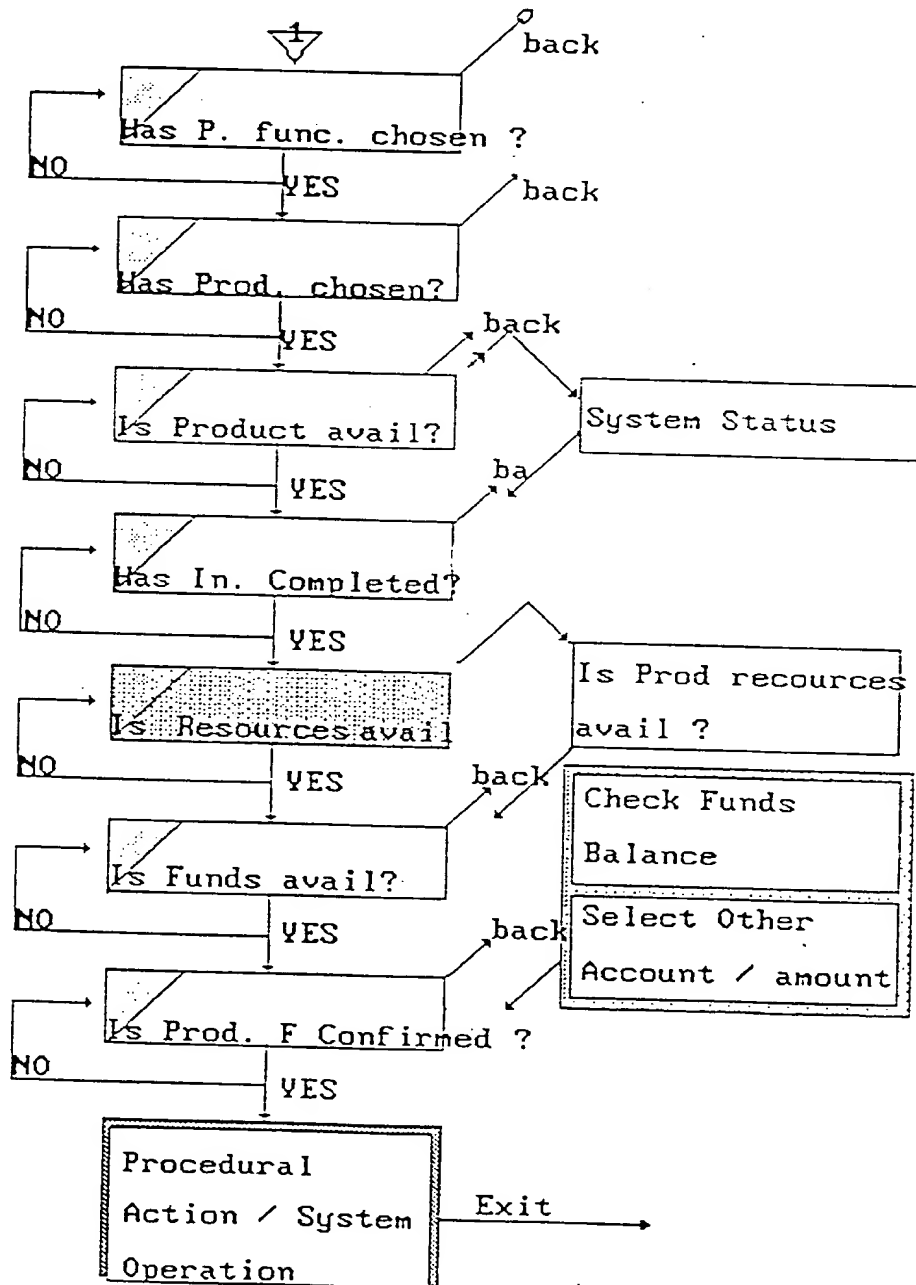 1
back
Has P. func. chosen ?
NO
YES
back
Has Prod. chosen?
NO
YES
back
Is Product avail?
System Status
NO
YES
ba
Has In. Completed?
NO
YES
Is Prod recources
avail ?
Is Resources avail
NO
YES
back
Check Funds
Balance
Is Funds avail?
Select Other
Account / amount
NO
YES
back
Is Prod. F Confirmed ?
NO
YES
Procedural
Action / System
Operation
Exit